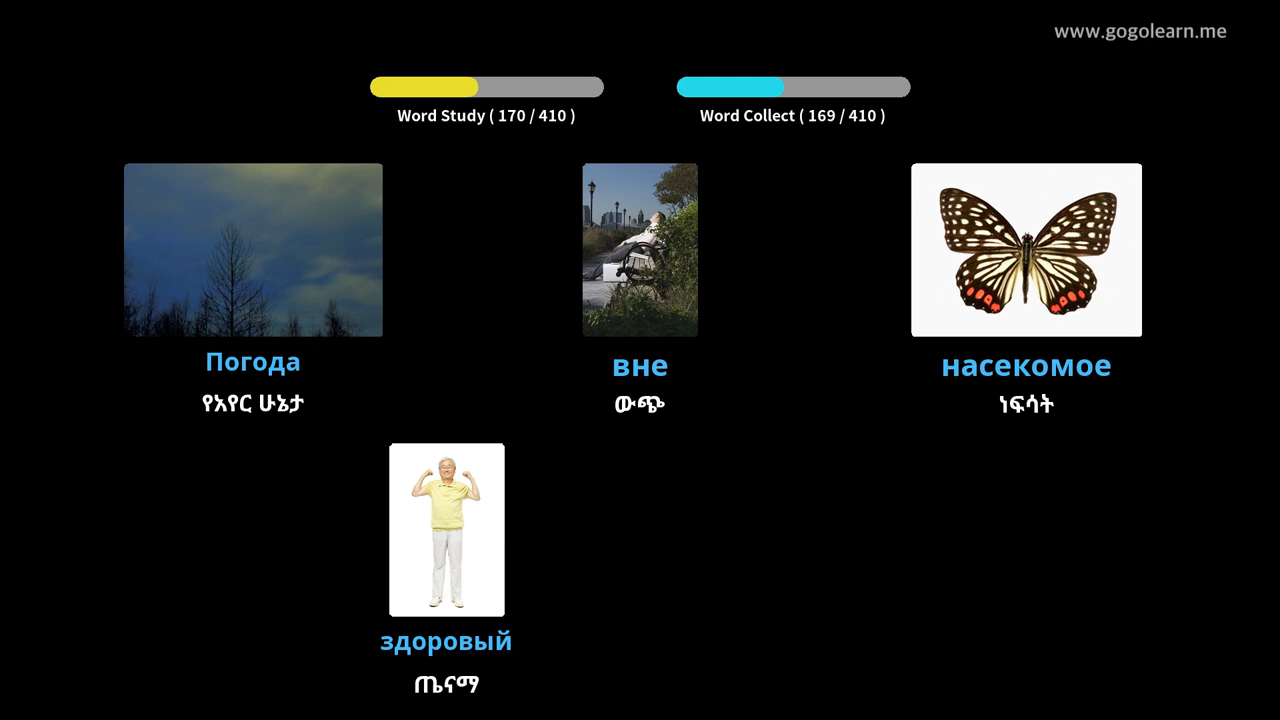 www.gogolearn.me
Word Study ( 170 / 410 )
Word Collect ( 169 / 410 )
Погода
የአየር ሁኔታ
вне
ውጭ
насекомое
ነፍሳት
здоровый
ጤናማ